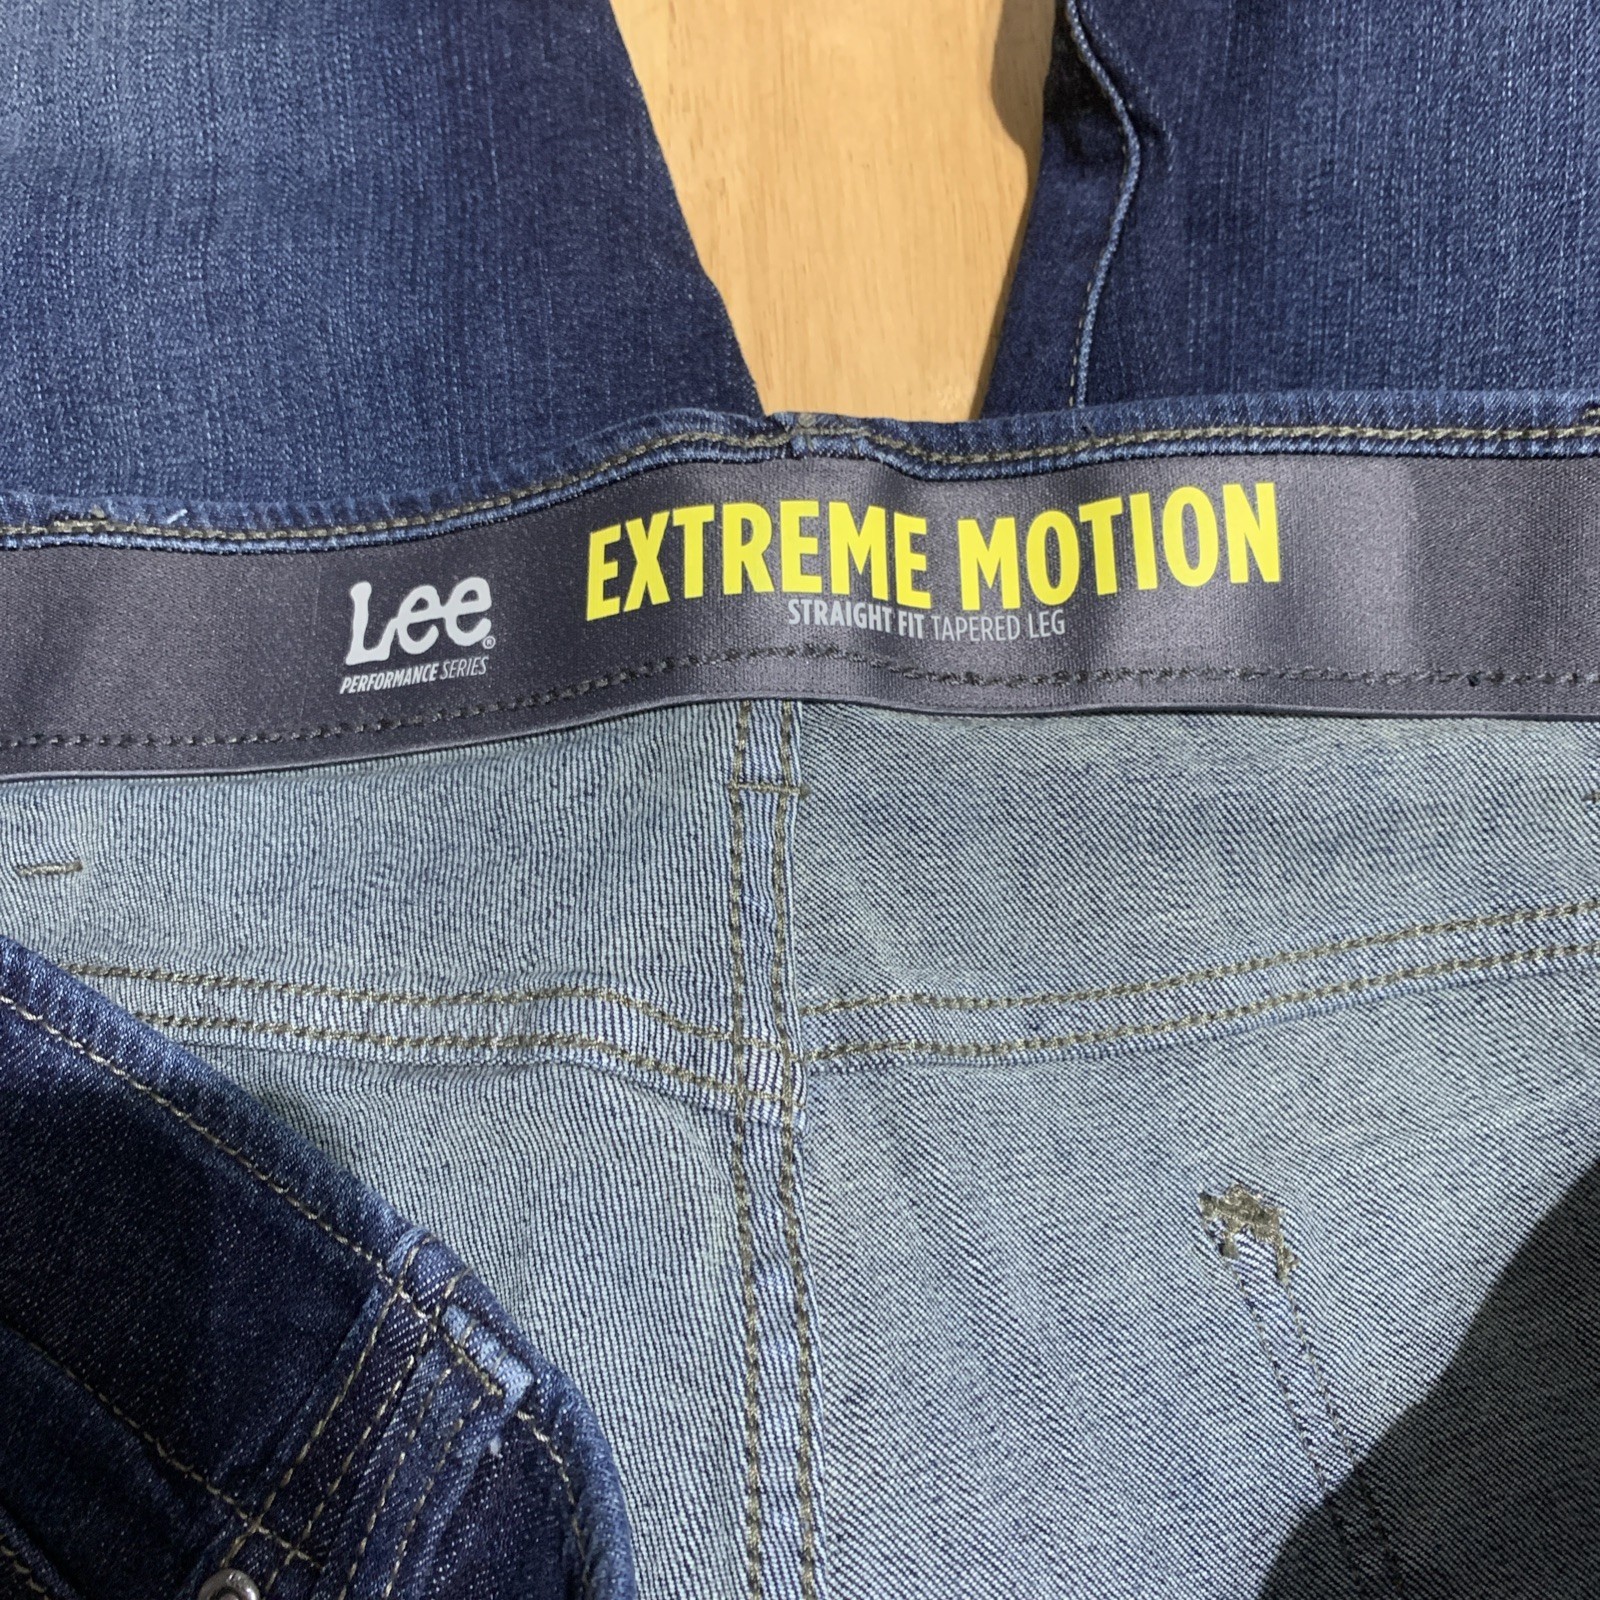 EXTREME MOTION
STRAIGHT FIT TAPERED LEG
Lee®
PERFORMANCE SERIES